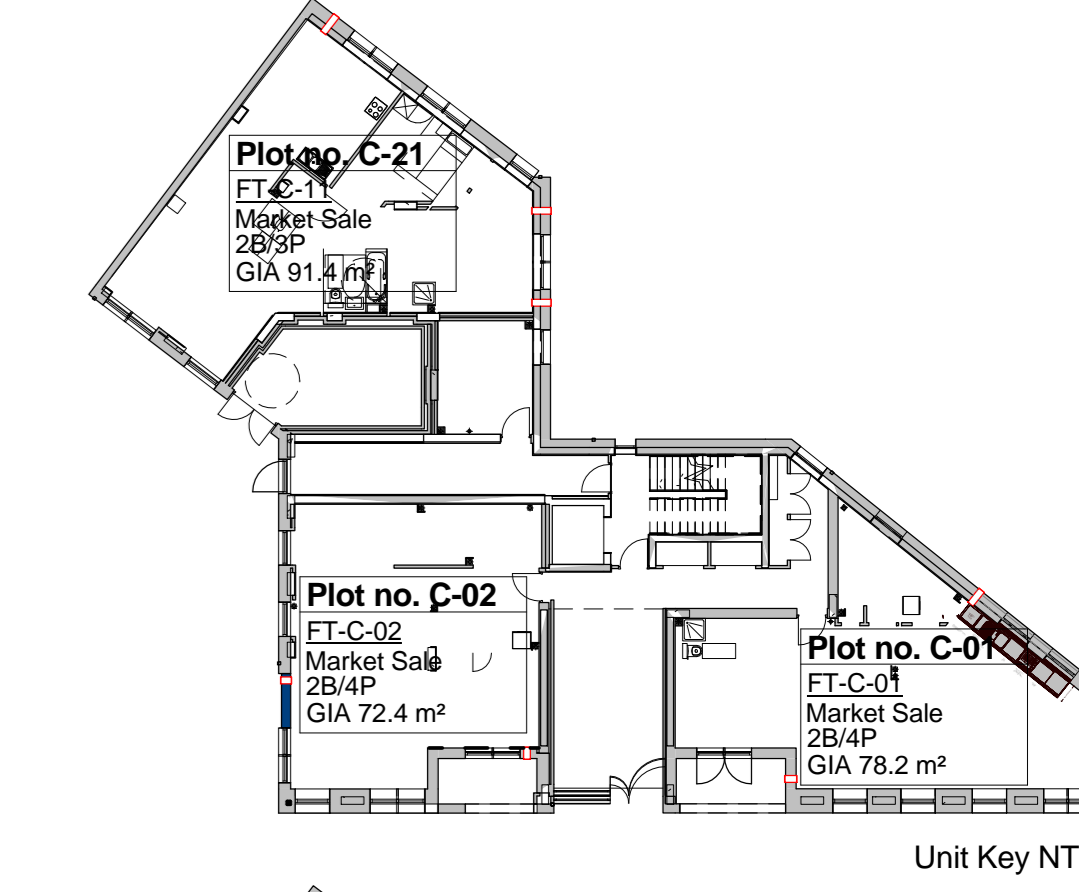 Plot no. C-21
FT-C-11
Market Sale
2B/3P
GIA 91.4 m²
Plot no. C-02
FT-C-02
Market Sale
2B/4P
GIA 72.4 m²
Plot no. C-01
FT-C-01
Market Sale
2B/4P
GIA 78.2 m²
Unit Key NT